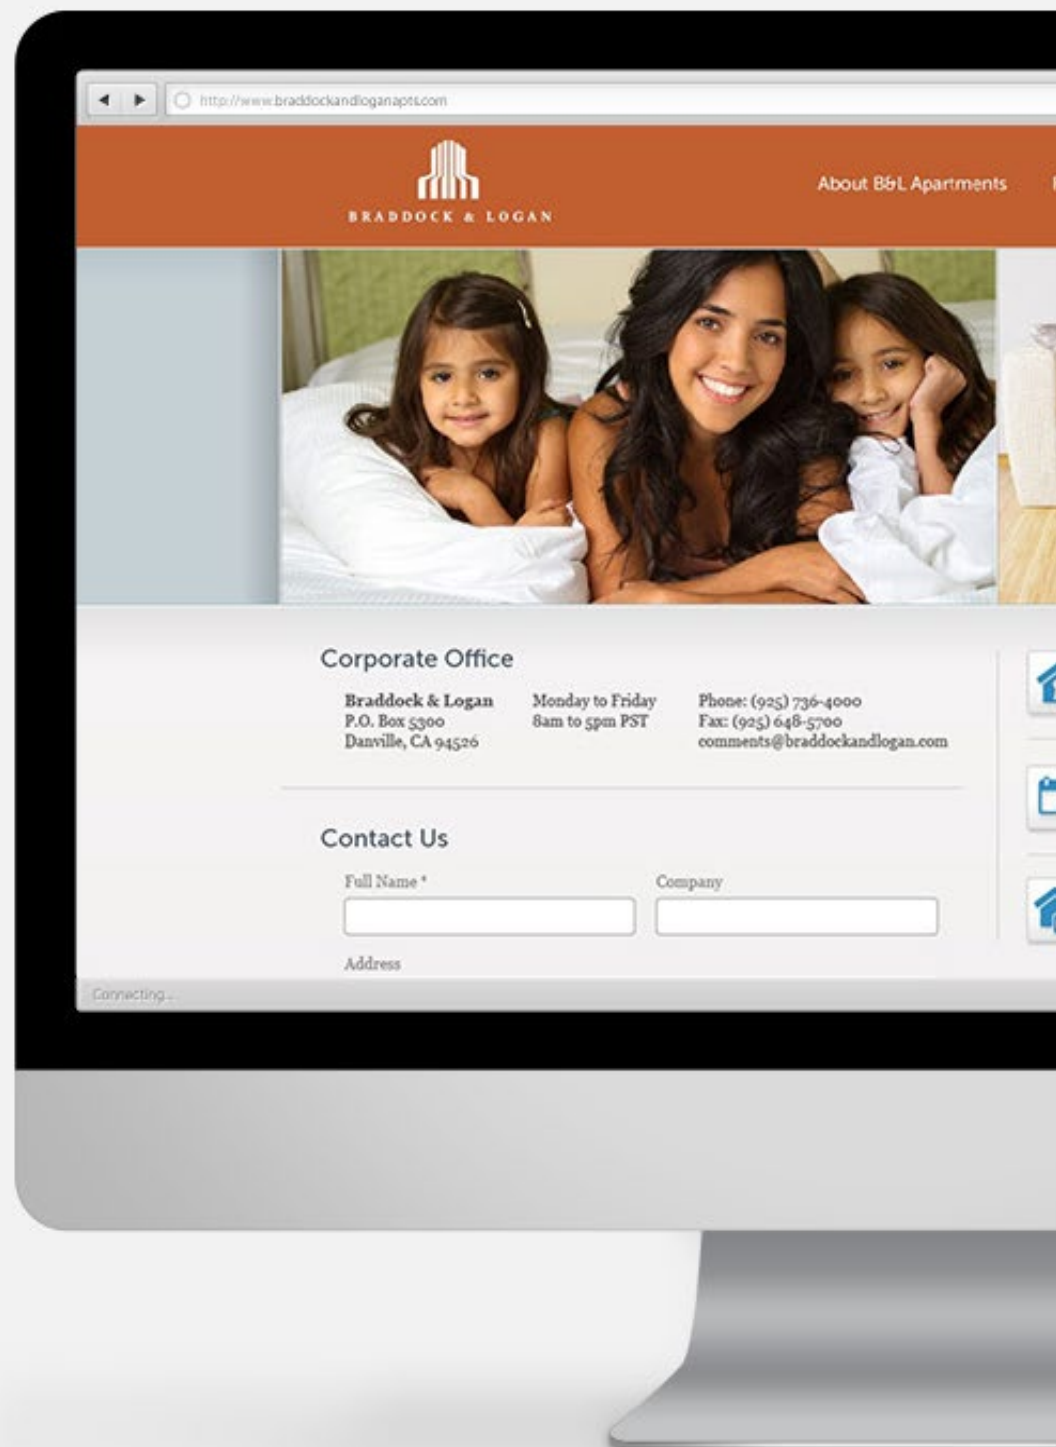 http://www.braddockandloganapts.com
BRADDOCK & LOGAN
About B&L Apartments
Corporate Office
Braddock & Logan
P.O. Box 5300
Danville, CA 94526
Monday to Friday
8am to 5pm PST
Phone: (925) 736-4000
Fax: (925) 648-5700
comments@braddockandlogan.com
Contact Us
Full Name *
Company
Address
Connecting...